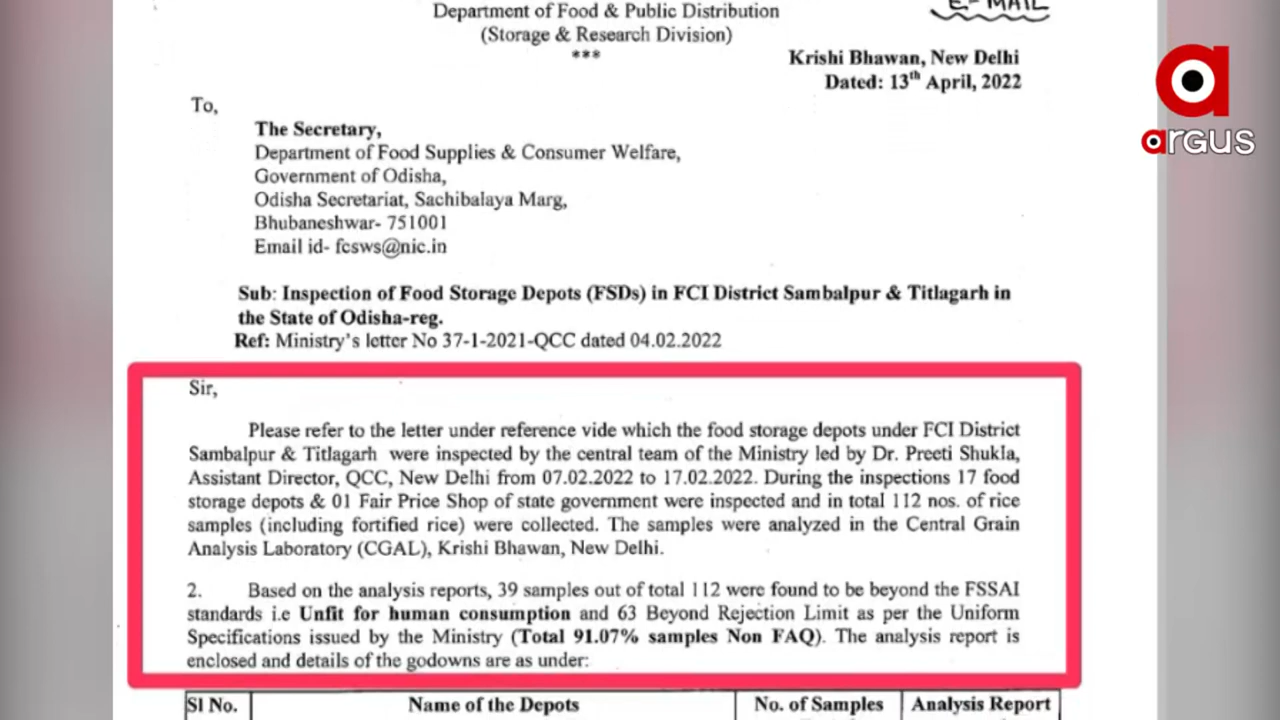 E-MAIL
Department of Food & Public Distribution
(Storage & Research Division)
***
Krishi Bhawan, New Delhi
Dated: 13th April, 2022
argus
To,
The Secretary,
Department of Food Supplies & Consumer Welfare,
Government of Odisha,
Odisha Secretariat, Sachibalaya Marg,
Bhubaneshwar- 751001
Email id- fcsws@nic.in
Sub: Inspection of Food Storage Depots (FSDs) in FCI District Sambalpur & Titlagarh in
the State of Odisha-reg.
Ref: Ministry's letter No 37-1-2021-QCC dated 04.02.2022
Sir,
Please refer to the letter under reference vide which the food storage depots under FCI District
Sambalpur & Titlagarh were inspected by the central team of the Ministry led by Dr. Preeti Shukla,
Assistant Director, QCC, New Delhi from 07.02.2022 to 17.02.2022. During the inspections 17 food
storage depots & 01 Fair Price Shop of state government were inspected and in total 112 nos. of rice
samples (including fortified rice) were collected. The samples were analyzed in the Central Grain
Analysis Laboratory (CGAL), Krishi Bhawan, New Delhi.
2. Based on the analysis reports, 39 samples out of total 112 were found to be beyond the FSSAI
standards i.e Unfit for human consumption and 63 Beyond Rejection Limit as per the Uniform
Specifications issued by the Ministry (Total 91.07% samples Non FAQ). The analysis report is
enclosed and details of the godowns are as under:
Sl No. Name of the Depots No. of Samples Analysis Report